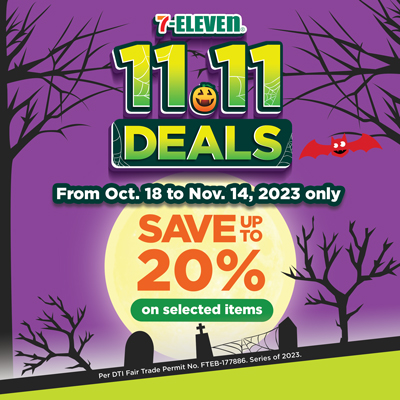 7-ELEVEN®
11.11
DEALS
From Oct. 18 to Nov. 14, 2023 only
SAVE UP TO
20%
on selected items
Per DTI Fair Trade Permit No. FTEB-177886. Series of 2023.